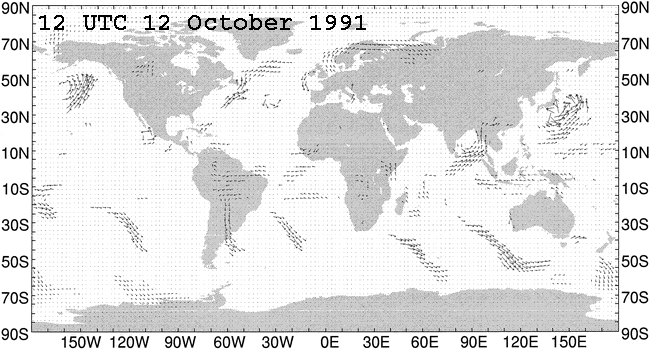 12 UTC 12 October 1991
90N 90N
70N 70N
50N 50N
30N 30N
10N 10N
10S 10S
30S 30S
50S 50S
70S 70S
90S 90S
150W 120W 90W 60W 30W 0E 30E 60E 90E 120E 150E